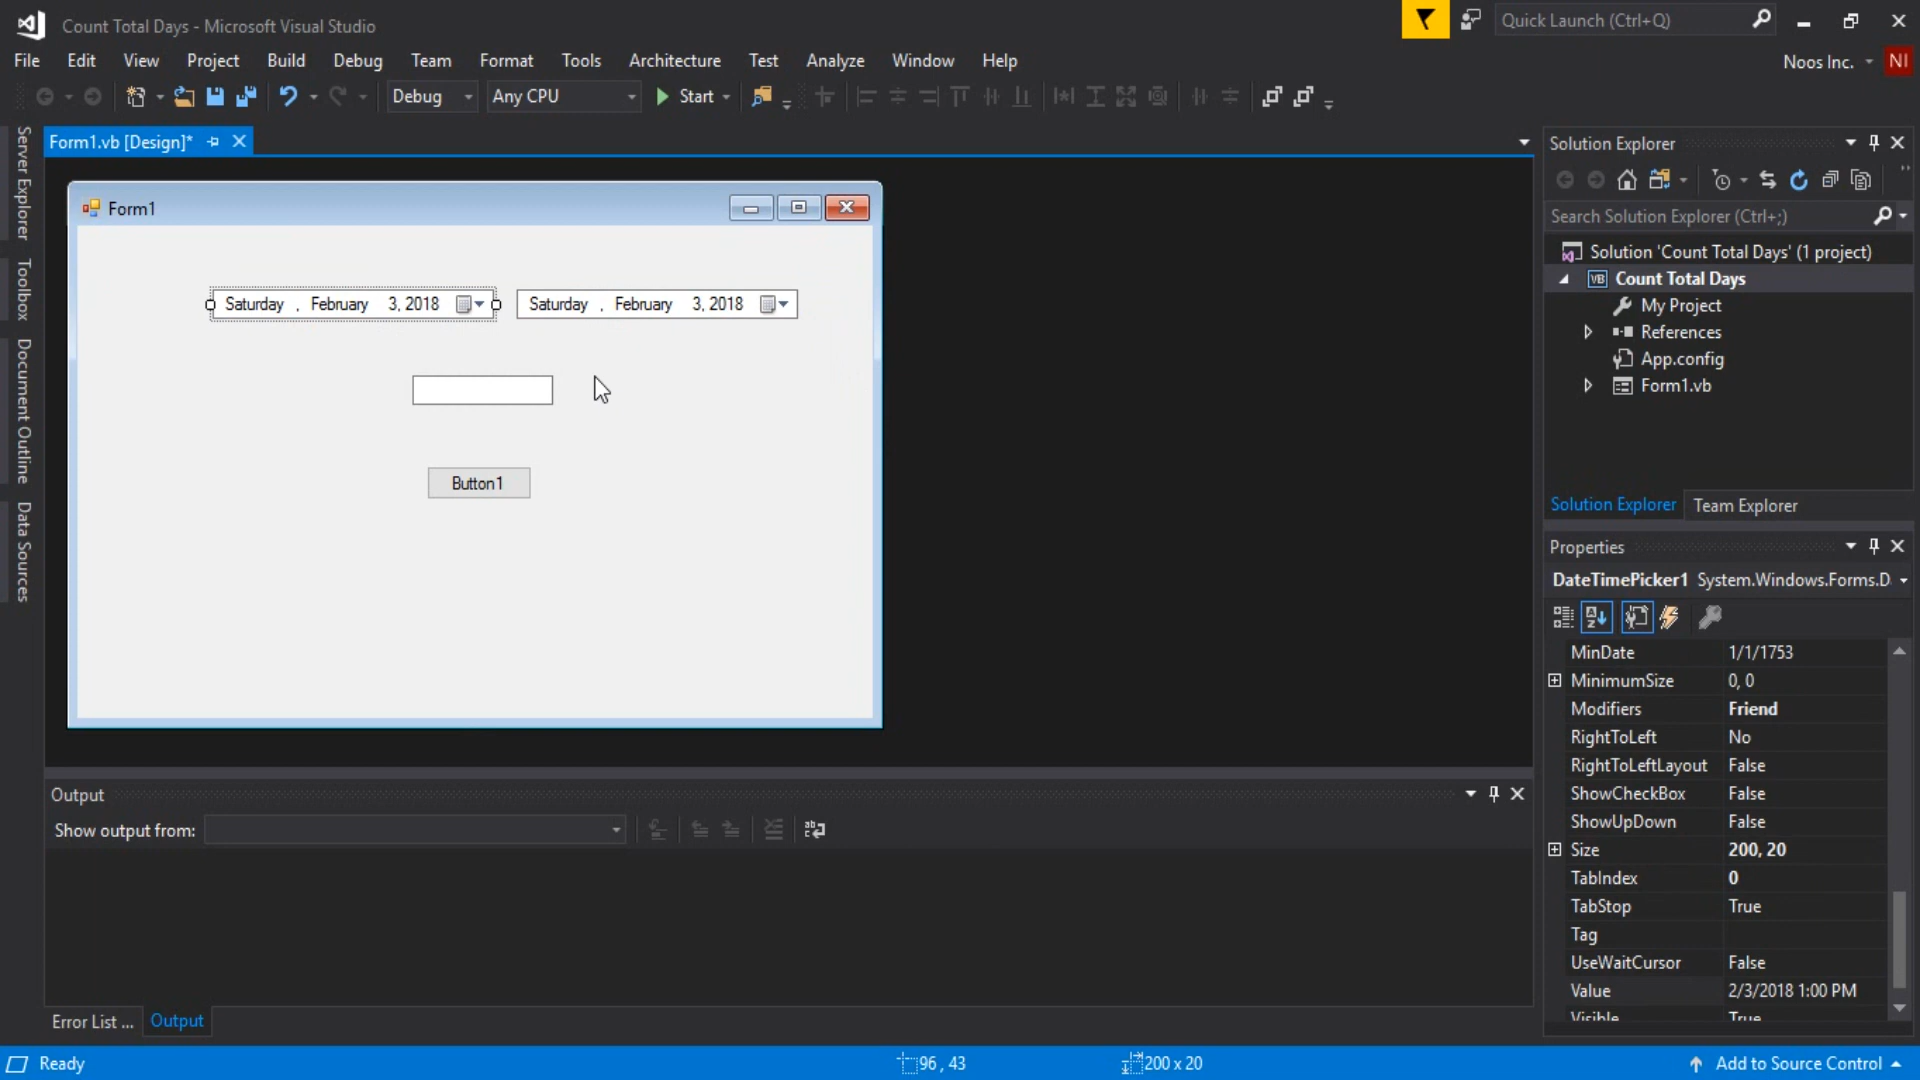 Count Total Days - Microsoft Visual Studio
Quick Launch (Ctrl+Q)
File Edit View Project Build Debug Team Format Tools Architecture Test Analyze Window Help
Noos Inc. NI
Debug Any CPU Start
Server Explorer
Toolbox
Document Outline
Data Sources
Form1.vb [Design]*
Form1
Saturday , February 3, 2018
Saturday , February 3, 2018
Button1
Solution Explorer
Search Solution Explorer (Ctrl+;)
Solution 'Count Total Days' (1 project)
VB Count Total Days
My Project
References
App.config
Form1.vb
Solution Explorer Team Explorer
Properties
DateTimePicker1 System.Windows.Forms.D
MinDate 1/1/1753
MinimumSize 0, 0
Modifiers Friend
RightToLeft No
RightToLeftLayout False
ShowCheckBox False
ShowUpDown False
Size 200, 20
TabIndex 0
TabStop True
Tag
UseWaitCursor False
Value 2/3/2018 1:00 PM
Visible True
Output
Show output from:
Error List ... Output
Ready
96 , 43
200 x 20
Add to Source Control